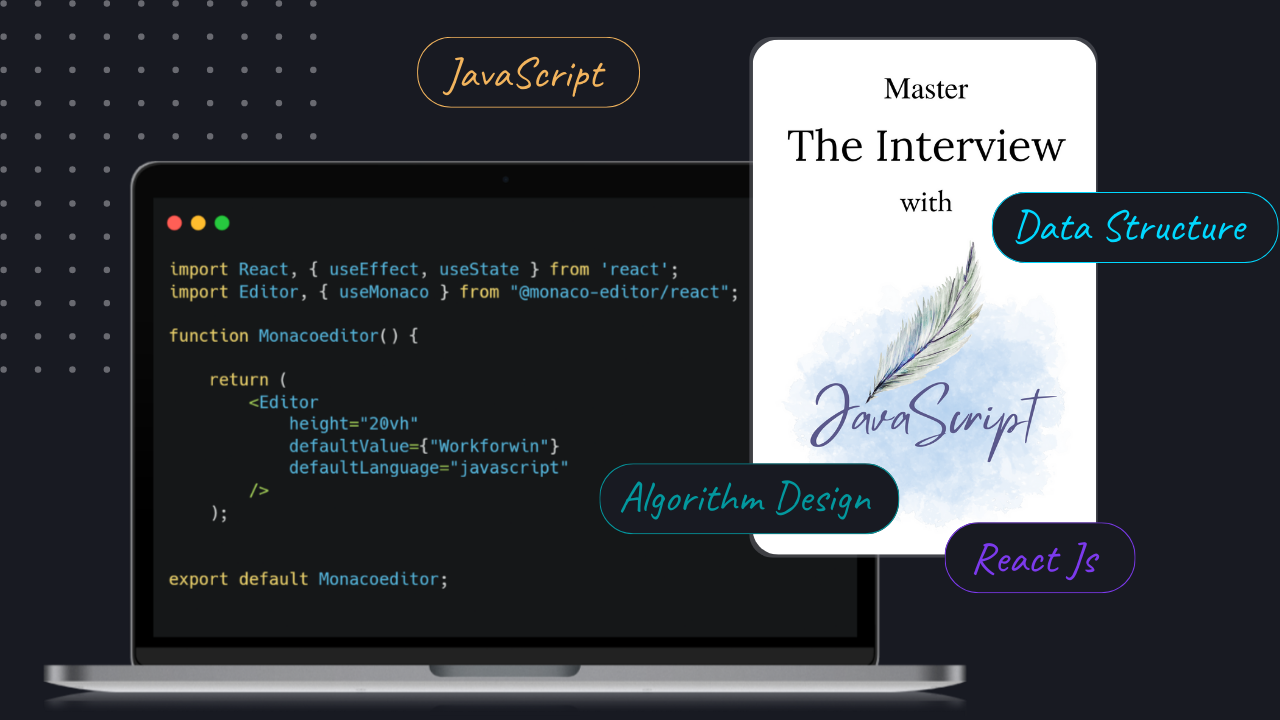 JavaScript
Master
The Interview
with
Data Structure
JavaScript
Algorithm Design
React Js
import React, { useEffect, useState } from 'react';
import Editor, { useMonaco } from "@monaco-editor/react";
function Monacoeditor() {
return (
<Editor
height="20vh"
defaultValue={"Workforwin"}
defaultLanguage="javascript"
/>
);
export default Monacoeditor;